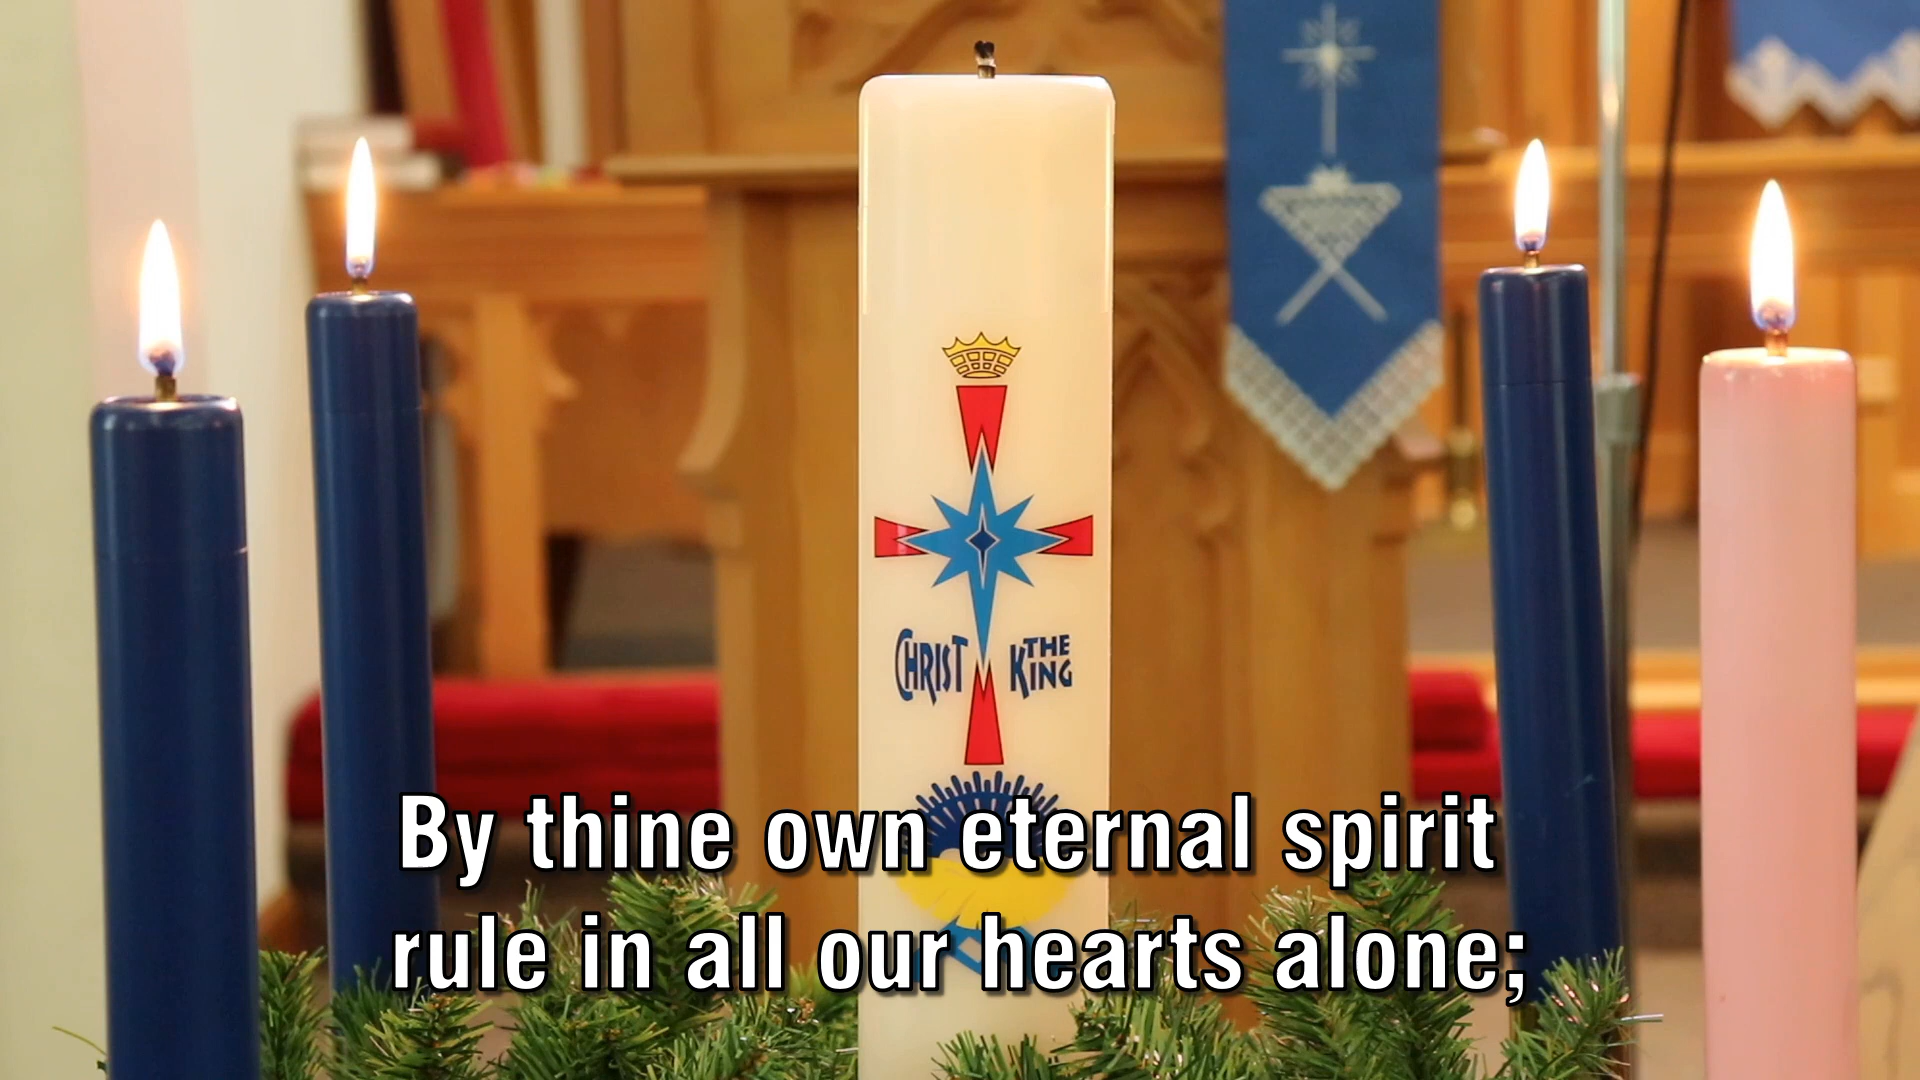 CHRIST THE KING
By thine own eternal spirit
rule in all our hearts alone;